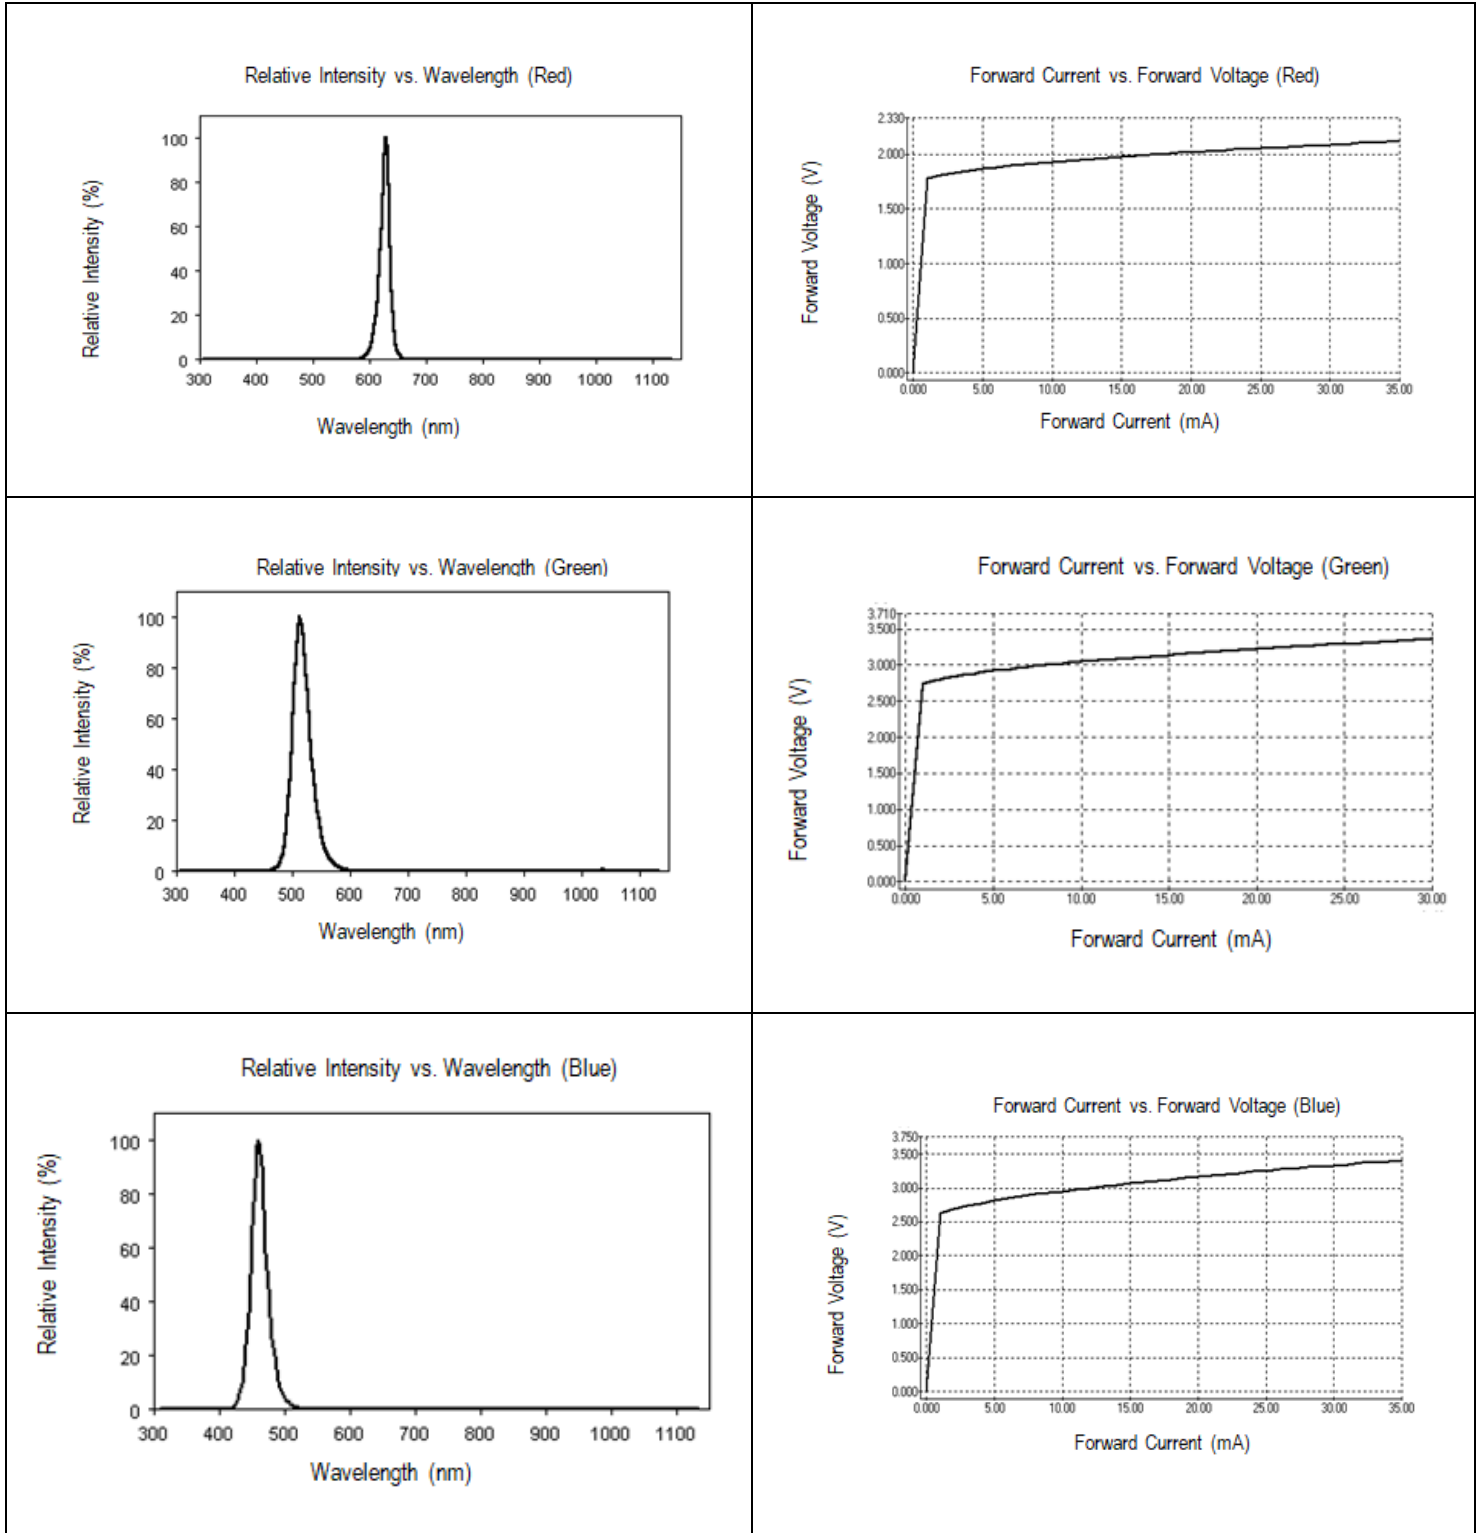 Relative Intensity vs. Wavelength (Red)
Relative Intensity (%)
100
80
60
40
20
0
300 400 500 600 700 800 900 1000 1100
Wavelength (nm)
Forward Current vs. Forward Voltage (Red)
Forward Voltage (V)
2.330
2.000
1.500
1.000
0.500
0.000
0.000 5.00 10.00 15.00 20.00 25.00 30.00 35.00
Forward Current (mA)
Relative Intensity vs. Wavelength (Green)
Relative Intensity (%)
100
80
60
40
20
0
300 400 500 600 700 800 900 1000 1100
Wavelength (nm)
Forward Current vs. Forward Voltage (Green)
Forward Voltage (V)
3.710
3.500
3.000
2.500
2.000
1.500
1.000
0.500
0.000
0.000 5.00 10.00 15.00 20.00 25.00 30.00
Forward Current (mA)
Relative Intensity vs. Wavelength (Blue)
Relative Intensity (%)
100
80
60
40
20
0
300 400 500 600 700 800 900 1000 1100
Wavelength (nm)
Forward Current vs. Forward Voltage (Blue)
Forward Voltage (V)
3.750
3.500
3.000
2.500
2.000
1.500
1.000
0.500
0.000
0.000 5.00 10.00 15.00 20.00 25.00 30.00 35.00
Forward Current (mA)